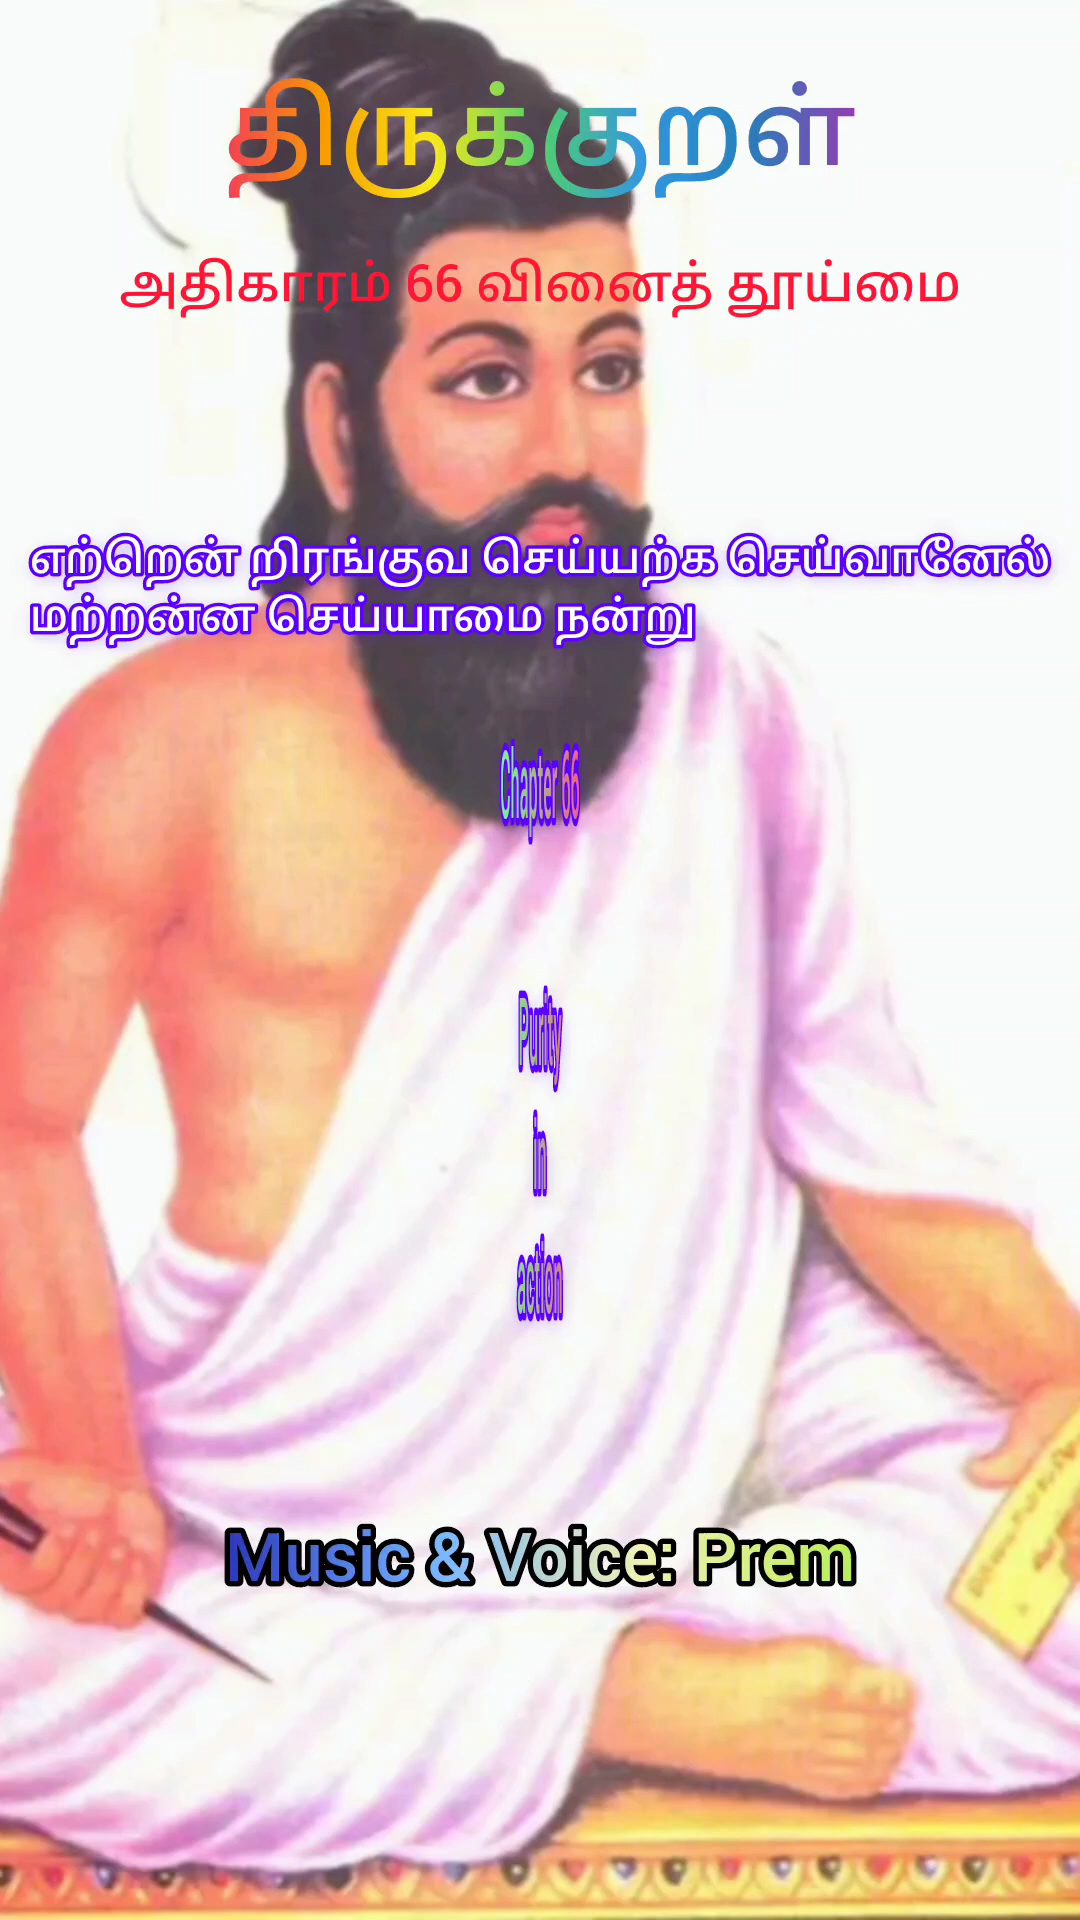 திருக்குறள்
அதிகாரம் 66 வினைத் தூய்மை
எற்றென் றிரங்குவ செய்யற்க செய்வானேல்
மற்றன்ன செய்யாமை நன்று
Chapter 66
Purity
in
action
Music & Voice: Prem